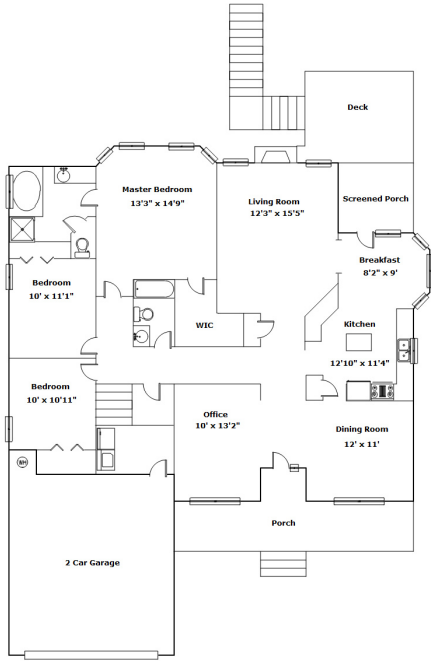 Deck
Master Bedroom
13'3" x 14'9"
Living Room
12'3" x 15'5"
Screened Porch
Breakfast
8'2" x 9'
Bedroom
10' x 11'1"
WIC
Kitchen
12'10" x 11'4"
Bedroom
10' x 10'11"
Office
10' x 13'2"
Dining Room
12' x 11'
WH
Porch
2 Car Garage